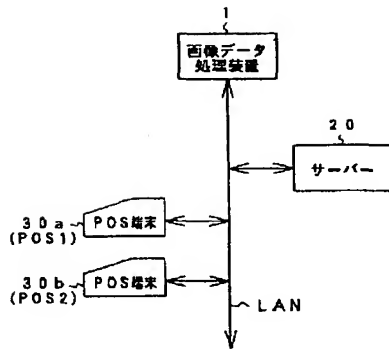 1
画像データ
処理装置
20
サーバー
30a
(POS1)
POS端末
30b
(POS2)
POS端末
LAN